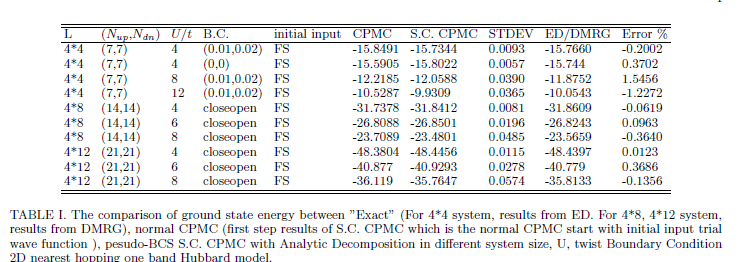 L (Nup,Ndn) U/t B.C. initial input CPMC S.C. CPMC STDEV ED/DMRG Error %
4*4 (7,7) 4 (0.01,0.02) FS -15.8491 -15.7344 0.0093 -15.7660 -0.2002
4*4 (7,7) 4 (0,0) FS -15.5905 -15.8022 0.0057 -15.744 0.3702
4*4 (7,7) 8 (0.01,0.02) FS -12.2185 -12.0588 0.0390 -11.8752 1.5456
4*4 (7,7) 12 (0.01,0.02) FS -10.5287 -9.9309 0.0365 -10.0543 -1.2272
4*8 (14,14) 4 closeopen FS -31.7378 -31.8412 0.0081 -31.8609 -0.0619
4*8 (14,14) 6 closeopen FS -26.8088 -26.8501 0.0196 -26.8243 0.0963
4*8 (14,14) 8 closeopen FS -23.7089 -23.4801 0.0485 -23.5659 -0.3640
4*12 (21,21) 4 closeopen FS -48.3804 -48.4456 0.0115 -48.4397 0.0123
4*12 (21,21) 6 closeopen FS -40.877 -40.9293 0.0278 -40.779 0.3686
4*12 (21,21) 8 closeopen FS -36.119 -35.7647 0.0574 -35.8133 -0.1356
TABLE I. The comparison of ground state energy between "Exact" (For 4*4 system, results from ED. For 4*8, 4*12 system,
results from DMRG), normal CPMC (first step results of S.C. CPMC which is the normal CPMC start with initial input trial
wave function ), pesudo-BCS S.C. CPMC with Analytic Decomposition in different system size, U, twist Boundary Condition
2D nearest hopping one band Hubbard model.